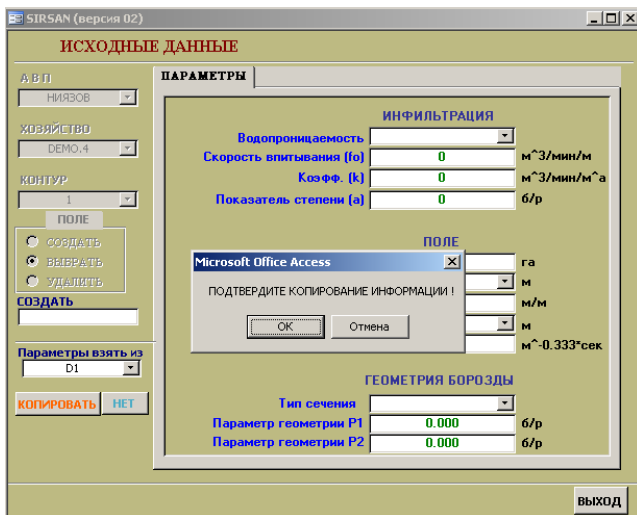 SIRSAN (версия 02)
ИСХОДНЫЕ ДАННЫЕ
А В П
НИЯЗОВ
ХОЗЯЙСТВО
DEMO.4
КОНТУР
1
ПОЛЕ
СОЗДАТЬ
ВЫБРАТЬ
УДАЛИТЬ
СОЗДАТЬ
Параметры взять из
D1
КОПИРОВАТЬ НЕТ
ПАРАМЕТРЫ
ИНФИЛЬТРАЦИЯ
Водопроницаемость
Скорость впитывания (fo) 0 м^3/мин/м
Коэфф. (k) 0 м^3/мин/м^a
Показатель степени (a) 0 б/р
ПОЛЕ
га
м
м/м
м
м^-0.333*сек
Microsoft Office Access
ПОДТВЕРДИТЕ КОПИРОВАНИЕ ИНФОРМАЦИИ !
OK Отмена
ГЕОМЕТРИЯ БОРОЗДЫ
Тип сечения
Параметр геометрии P1 0.000 б/р
Параметр геометрии P2 0.000 б/р
ВЫХОД